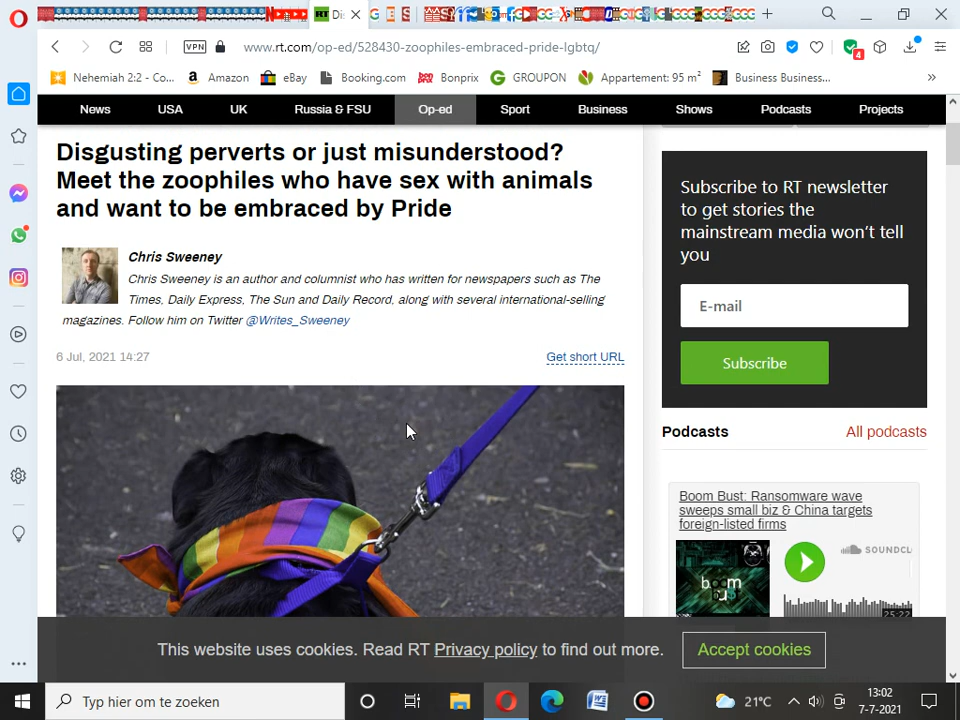 RT
Di
VPN
www.rt.com/op-ed/528430-zoophiles-embraced-pride-lgbtq/
4
Nehemiah 2:2 - Co...
Amazon
eBay
Booking.com
Bonprix
GROUPON
Appartement: 95 m²
Business Business...
»
News
USA
UK
Russia & FSU
Op-ed
Sport
Business
Shows
Podcasts
Projects
Disgusting perverts or just misunderstood?
Meet the zoophiles who have sex with animals
and want to be embraced by Pride
Chris Sweeney
Chris Sweeney is an author and columnist who has written for newspapers such as The
Times, Daily Express, The Sun and Daily Record, along with several international-selling
magazines. Follow him on Twitter @Writes_Sweeney
6 Jul, 2021 14:27
Get short URL
Subscribe to RT newsletter
to get stories the
mainstream media won't tell
you
E-mail
Subscribe
Podcasts
All podcasts
Boom Bust: Ransomware wave
sweeps small biz & China targets
foreign-listed firms
SOUNDCL
25:22
This website uses cookies. Read RT Privacy policy to find out more.
Accept cookies
Typ hier om te zoeken
21°C
13:02
7-7-2021